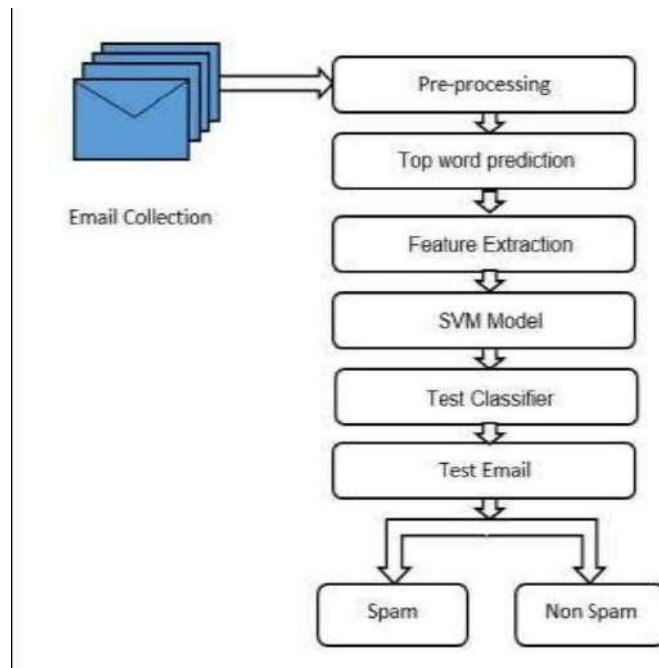 Pre-processing
Top word prediction
Email Collection
Feature Extraction
SVM Model
Test Classifier
Test Email
Spam
Non Spam